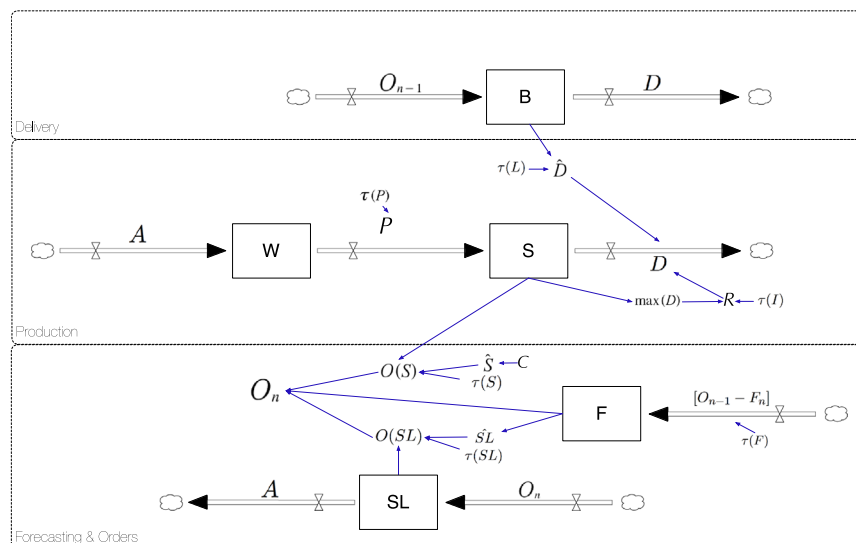 O_{n-1}
B
D
Delivery
τ(L)
D̂
τ(P)
A
P
W
S
D
max(D)
R
τ(I)
Production
O(S)
Ŝ
C
τ(S)
O_n
F
[O_{n-1} − F_n]
O(SL)
ŜL
τ(SL)
τ(F)
A
SL
O_n
Forecasting & Orders